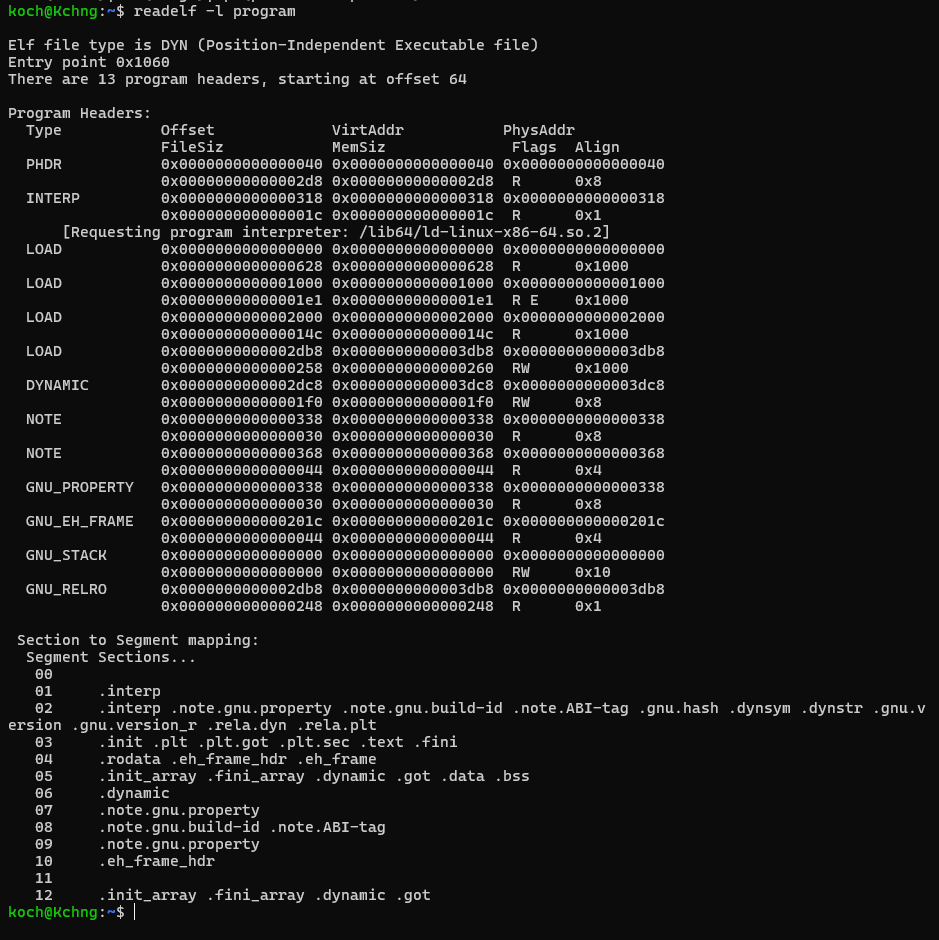 koch@Kchng:~$ readelf -l program

Elf file type is DYN (Position-Independent Executable file)
Entry point 0x1060
There are 13 program headers, starting at offset 64

Program Headers:
  Type           Offset             VirtAddr           PhysAddr
                 FileSiz            MemSiz              Flags  Align
  PHDR           0x0000000000000040 0x0000000000000040 0x0000000000000040
                 0x00000000000002d8 0x00000000000002d8  R      0x8
  INTERP         0x0000000000000318 0x0000000000000318 0x0000000000000318
                 0x000000000000001c 0x000000000000001c  R      0x1
      [Requesting program interpreter: /lib64/ld-linux-x86-64.so.2]
  LOAD           0x0000000000000000 0x0000000000000000 0x0000000000000000
                 0x0000000000000628 0x0000000000000628  R      0x1000
  LOAD           0x0000000000001000 0x0000000000001000 0x0000000000001000
                 0x00000000000001e1 0x00000000000001e1  R E    0x1000
  LOAD           0x0000000000002000 0x0000000000002000 0x0000000000002000
                 0x000000000000014c 0x000000000000014c  R      0x1000
  LOAD           0x0000000000002db8 0x0000000000003db8 0x0000000000003db8
                 0x0000000000000258 0x0000000000000260  RW     0x1000
  DYNAMIC        0x0000000000002dc8 0x0000000000003dc8 0x0000000000003dc8
                 0x00000000000001f0 0x00000000000001f0  RW     0x8
  NOTE           0x0000000000000338 0x0000000000000338 0x0000000000000338
                 0x0000000000000030 0x0000000000000030  R      0x8
  NOTE           0x0000000000000368 0x0000000000000368 0x0000000000000368
                 0x0000000000000044 0x0000000000000044  R      0x4
  GNU_PROPERTY   0x0000000000000338 0x0000000000000338 0x0000000000000338
                 0x0000000000000030 0x0000000000000030  R      0x8
  GNU_EH_FRAME   0x000000000000201c 0x000000000000201c 0x000000000000201c
                 0x0000000000000044 0x0000000000000044  R      0x4
  GNU_STACK      0x0000000000000000 0x0000000000000000 0x0000000000000000
                 0x0000000000000000 0x0000000000000000  RW     0x10
  GNU_RELRO      0x0000000000002db8 0x0000000000003db8 0x0000000000003db8
                 0x0000000000000248 0x0000000000000248  R      0x1

 Section to Segment mapping:
  Segment Sections...
   00
   01     .interp
   02     .interp .note.gnu.property .note.gnu.build-id .note.ABI-tag .gnu.hash .dynsym .dynstr .gnu.v
ersion .gnu.version_r .rela.dyn .rela.plt
   03     .init .plt .plt.got .plt.sec .text .fini
   04     .rodata .eh_frame_hdr .eh_frame
   05     .init_array .fini_array .dynamic .got .data .bss
   06     .dynamic
   07     .note.gnu.property
   08     .note.gnu.build-id .note.ABI-tag
   09     .note.gnu.property
   10     .eh_frame_hdr
   11
   12     .init_array .fini_array .dynamic .got
koch@Kchng:~$